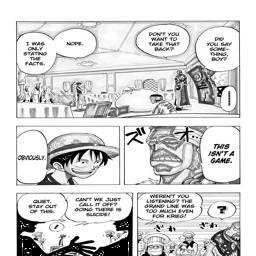 DID
YOU SAY
SOME-
THING,
BOY?
DON'T YOU
WANT TO
TAKE THAT
BACK?
NOPE.
I WAS
ONLY
STATING
THE
FACTS.
THIS
ISN'T A
GAME.
OBVIOUSLY.
WEREN'T YOU
LISTENING? THE
GRAND LINE WAS
TOO MUCH EVEN
FOR KRIEG!
CAN'T WE JUST
CALL IT OFF?
GOING THERE IS
SUICIDE!
QUIET.
STAY OUT
OF THIS.
?